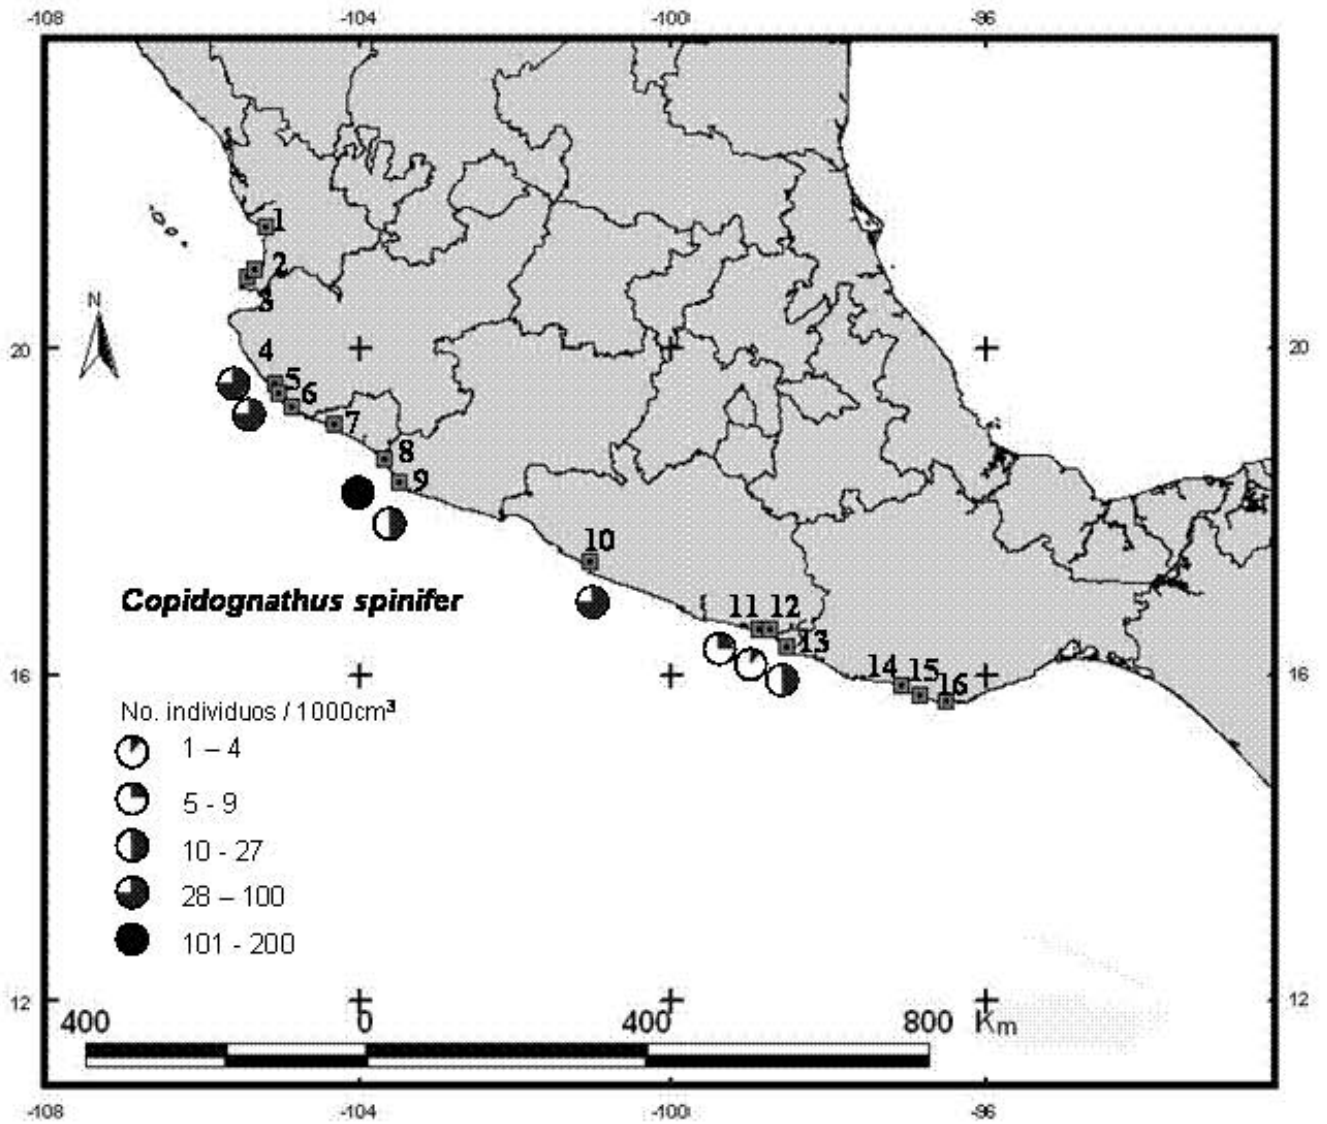 -108 -104 -100 -96
N
1
2
3
20 4 20
5
6
7
8
9
10
Copidognathus spinifer
11 12
13
16 14 15 16 16
No. individuos / 1000cm³
1 – 4
5 - 9
10 - 27
28 – 100
101 - 200
12 12
400 0 400 800 Km
-108 -104 -100 -96